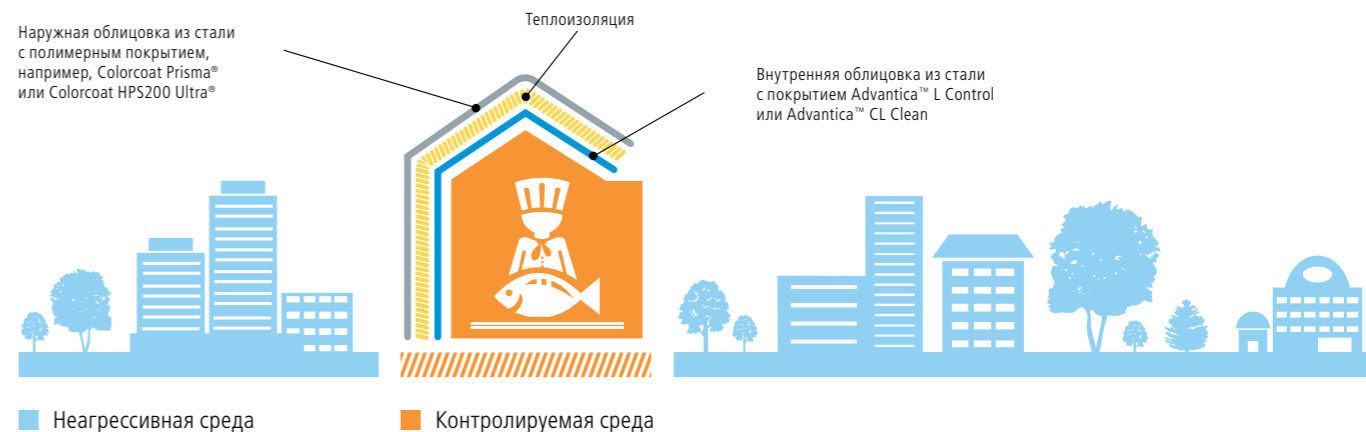 Наружная облицовка из стали
с полимерным покрытием,
например, Colorcoat Prisma®
или Colorcoat HPS200 Ultra®
Теплоизоляция
Внутренняя облицовка из стали
с покрытием Advantica™ L Control
или Advantica™ CL Clean
Неагрессивная среда
Контролируемая среда